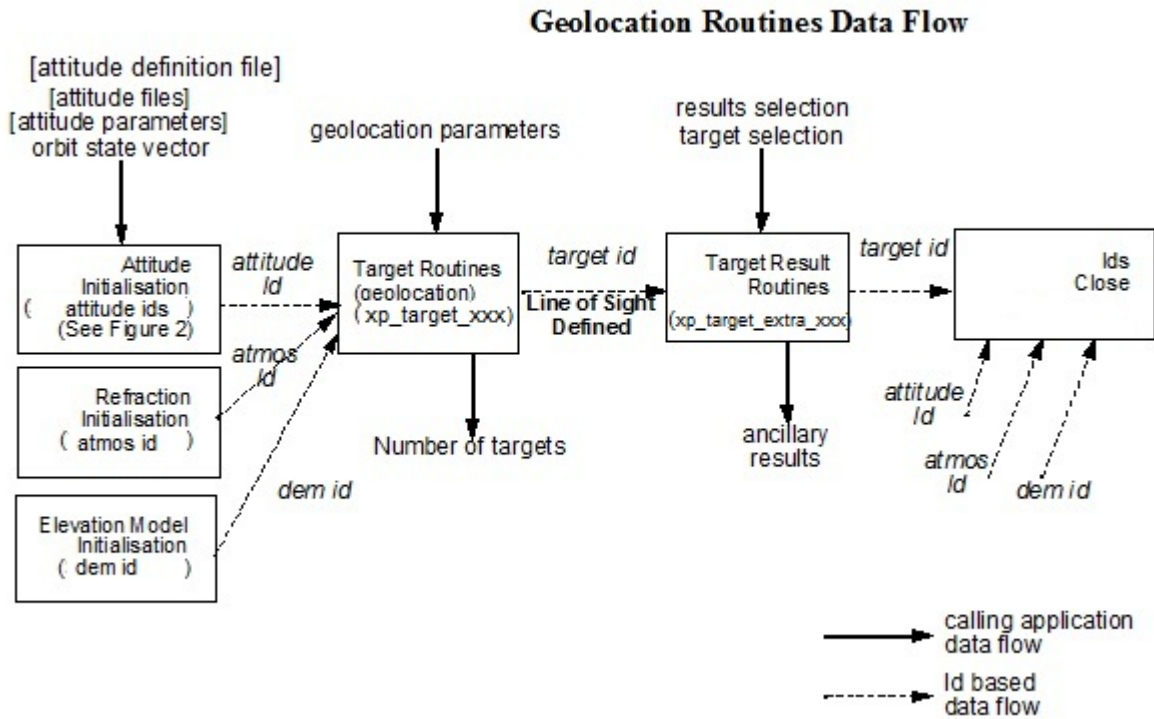 Geolocation Routines Data Flow
[attitude definition file]
[attitude files]
[attitude parameters]
orbit state vector
geolocation parameters
results selection
target selection
Attitude
Initialisation
( attitude ids )
(See Figure 2)
attitude
Id
Target Routines
(geolocation)
(xp_target_xxx)
target id
Line of Sight
Defined
Target Result
Routines
(xp_target_extra_xxx)
target id
Ids
Close
atmos
Id
Refraction
Initialisation
( atmos id )
Number of targets
ancillary
results
attitude
Id
atmos
Id
dem id
dem id
Elevation Model
Initialisation
( dem id )
calling application
data flow
Id based
data flow